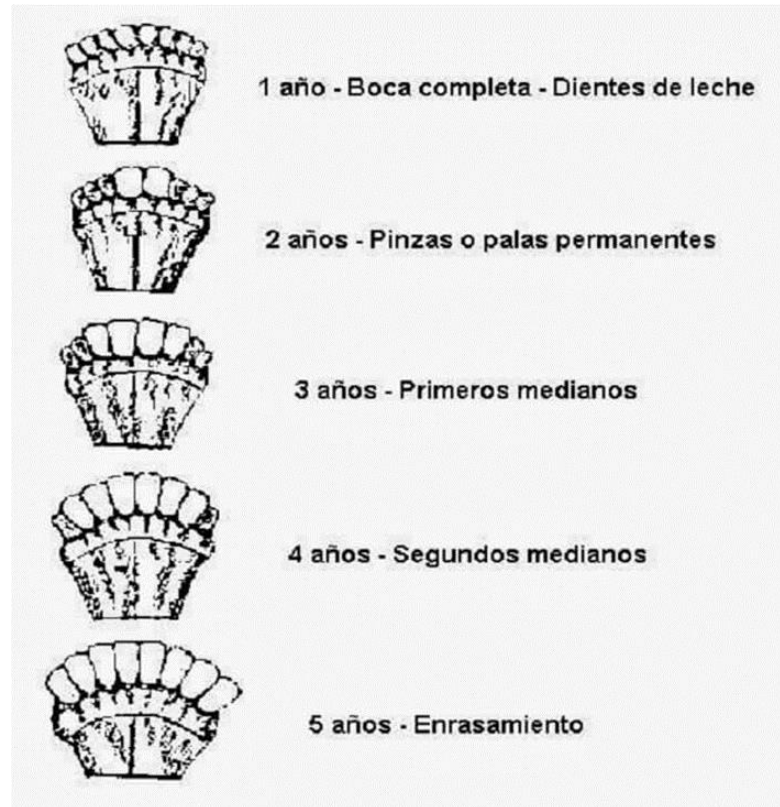 1 año - Boca completa - Dientes de leche
2 años - Pinzas o palas permanentes
3 años - Primeros medianos
4 años - Segundos medianos
5 años - Enrasamiento